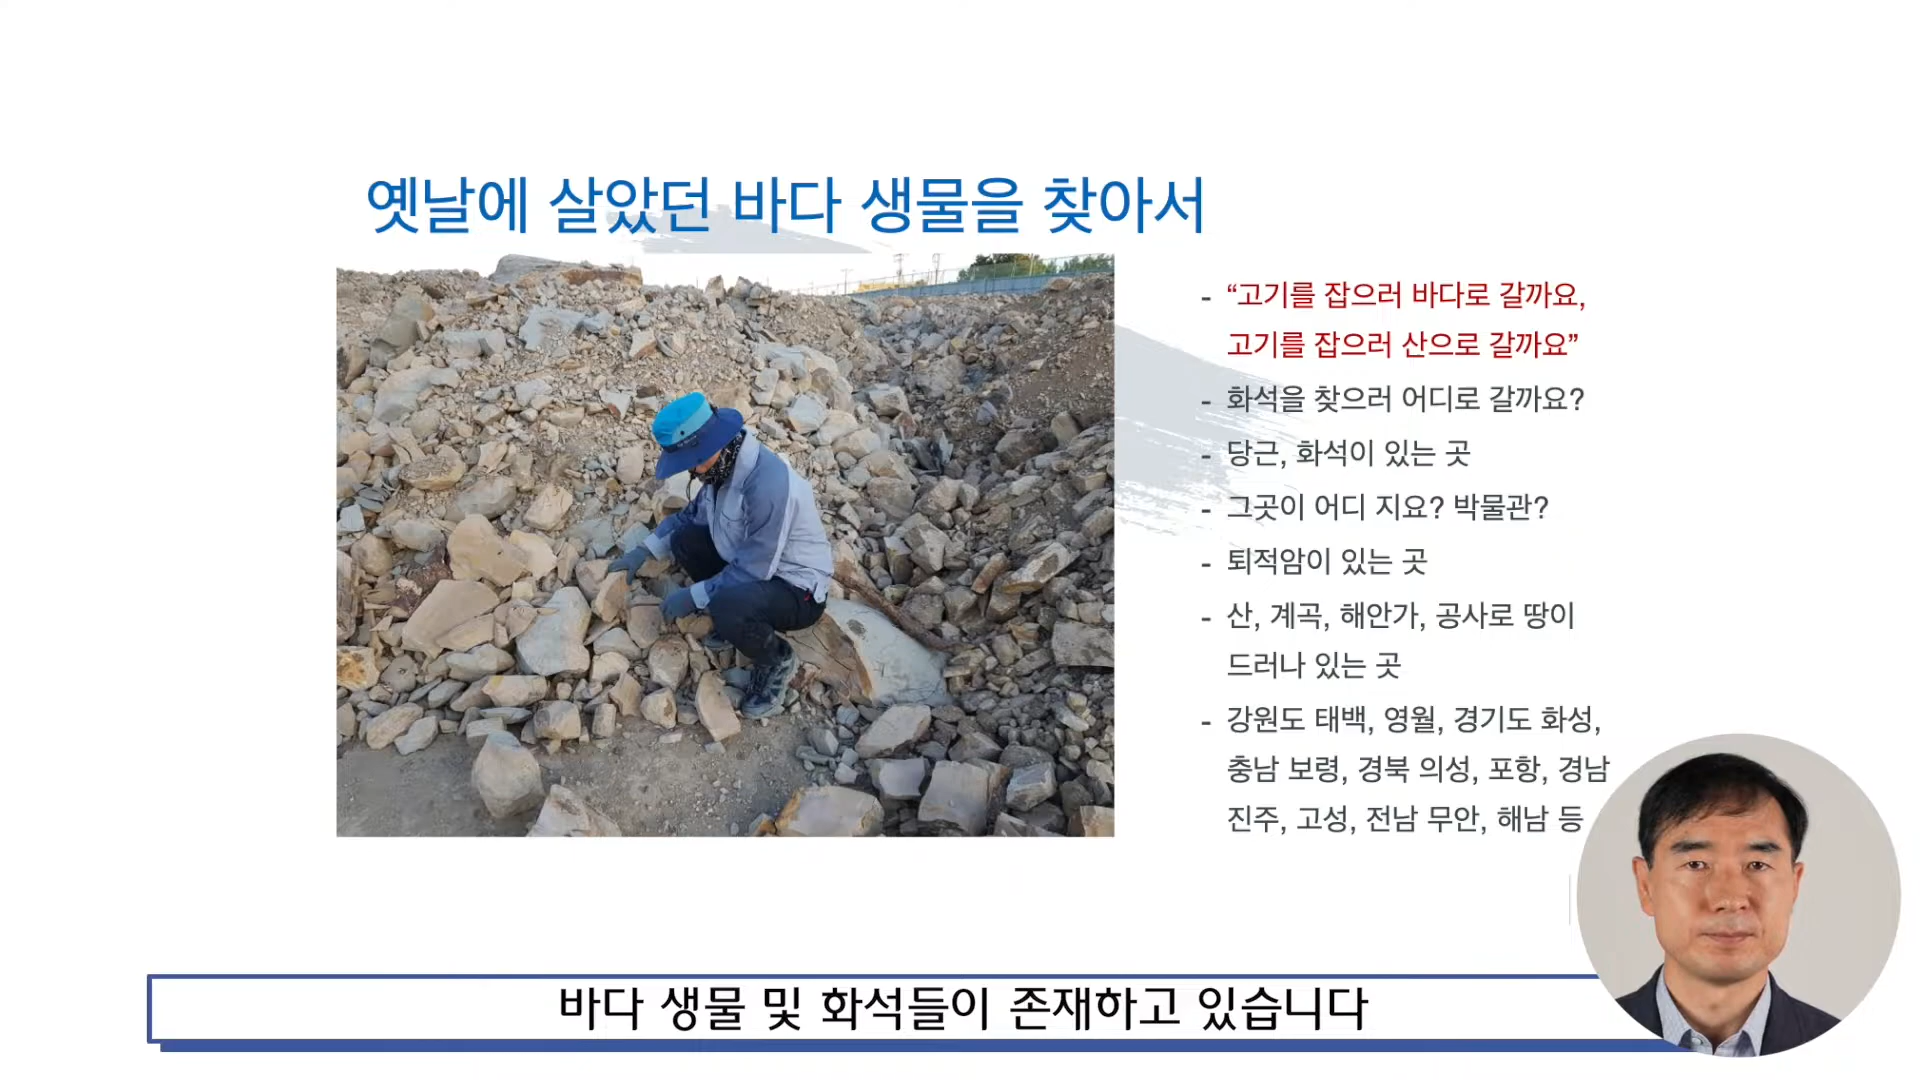 옛날에 살았던 바다 생물을 찾아서
- “고기를 잡으러 바다로 갈까요,
고기를 잡으러 산으로 갈까요”
- 화석을 찾으러 어디로 갈까요?
- 당근, 화석이 있는 곳
- 그곳이 어디 지요? 박물관?
- 퇴적암이 있는 곳
- 산, 계곡, 해안가, 공사로 땅이
드러나 있는 곳
- 강원도 태백, 영월, 경기도 화성,
충남 보령, 경북 의성, 포항, 경남
진주, 고성, 전남 무안, 해남 등
바다 생물 및 화석들이 존재하고 있습니다